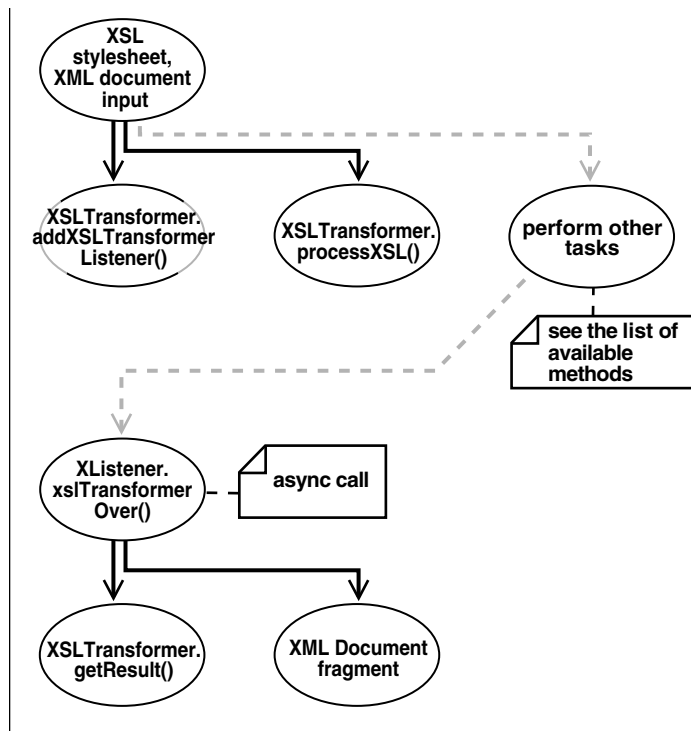 XSL
stylesheet,
XML document
input
XSLTransformer.
addXSLTransformer
Listener()
XSLTransformer.
processXSL()
perform other
tasks
see the list of
available
methods
XListener.
xslTransformer
Over()
async call
XSLTransformer.
getResult()
XML Document
fragment